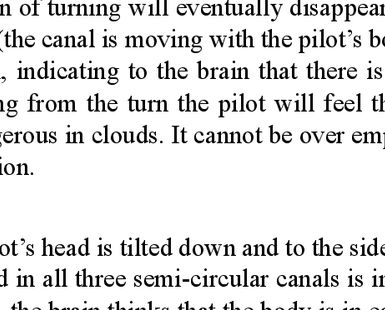 n of turning will eventually disappear
(the canal is moving with the pilot's b
, indicating to the brain that there is
ng from the turn the pilot will feel th
gerous in clouds. It cannot be over emp
ion.
ot's head is tilted down and to the side
d in all three semi-circular canals is i
the brain thinks that the body is in